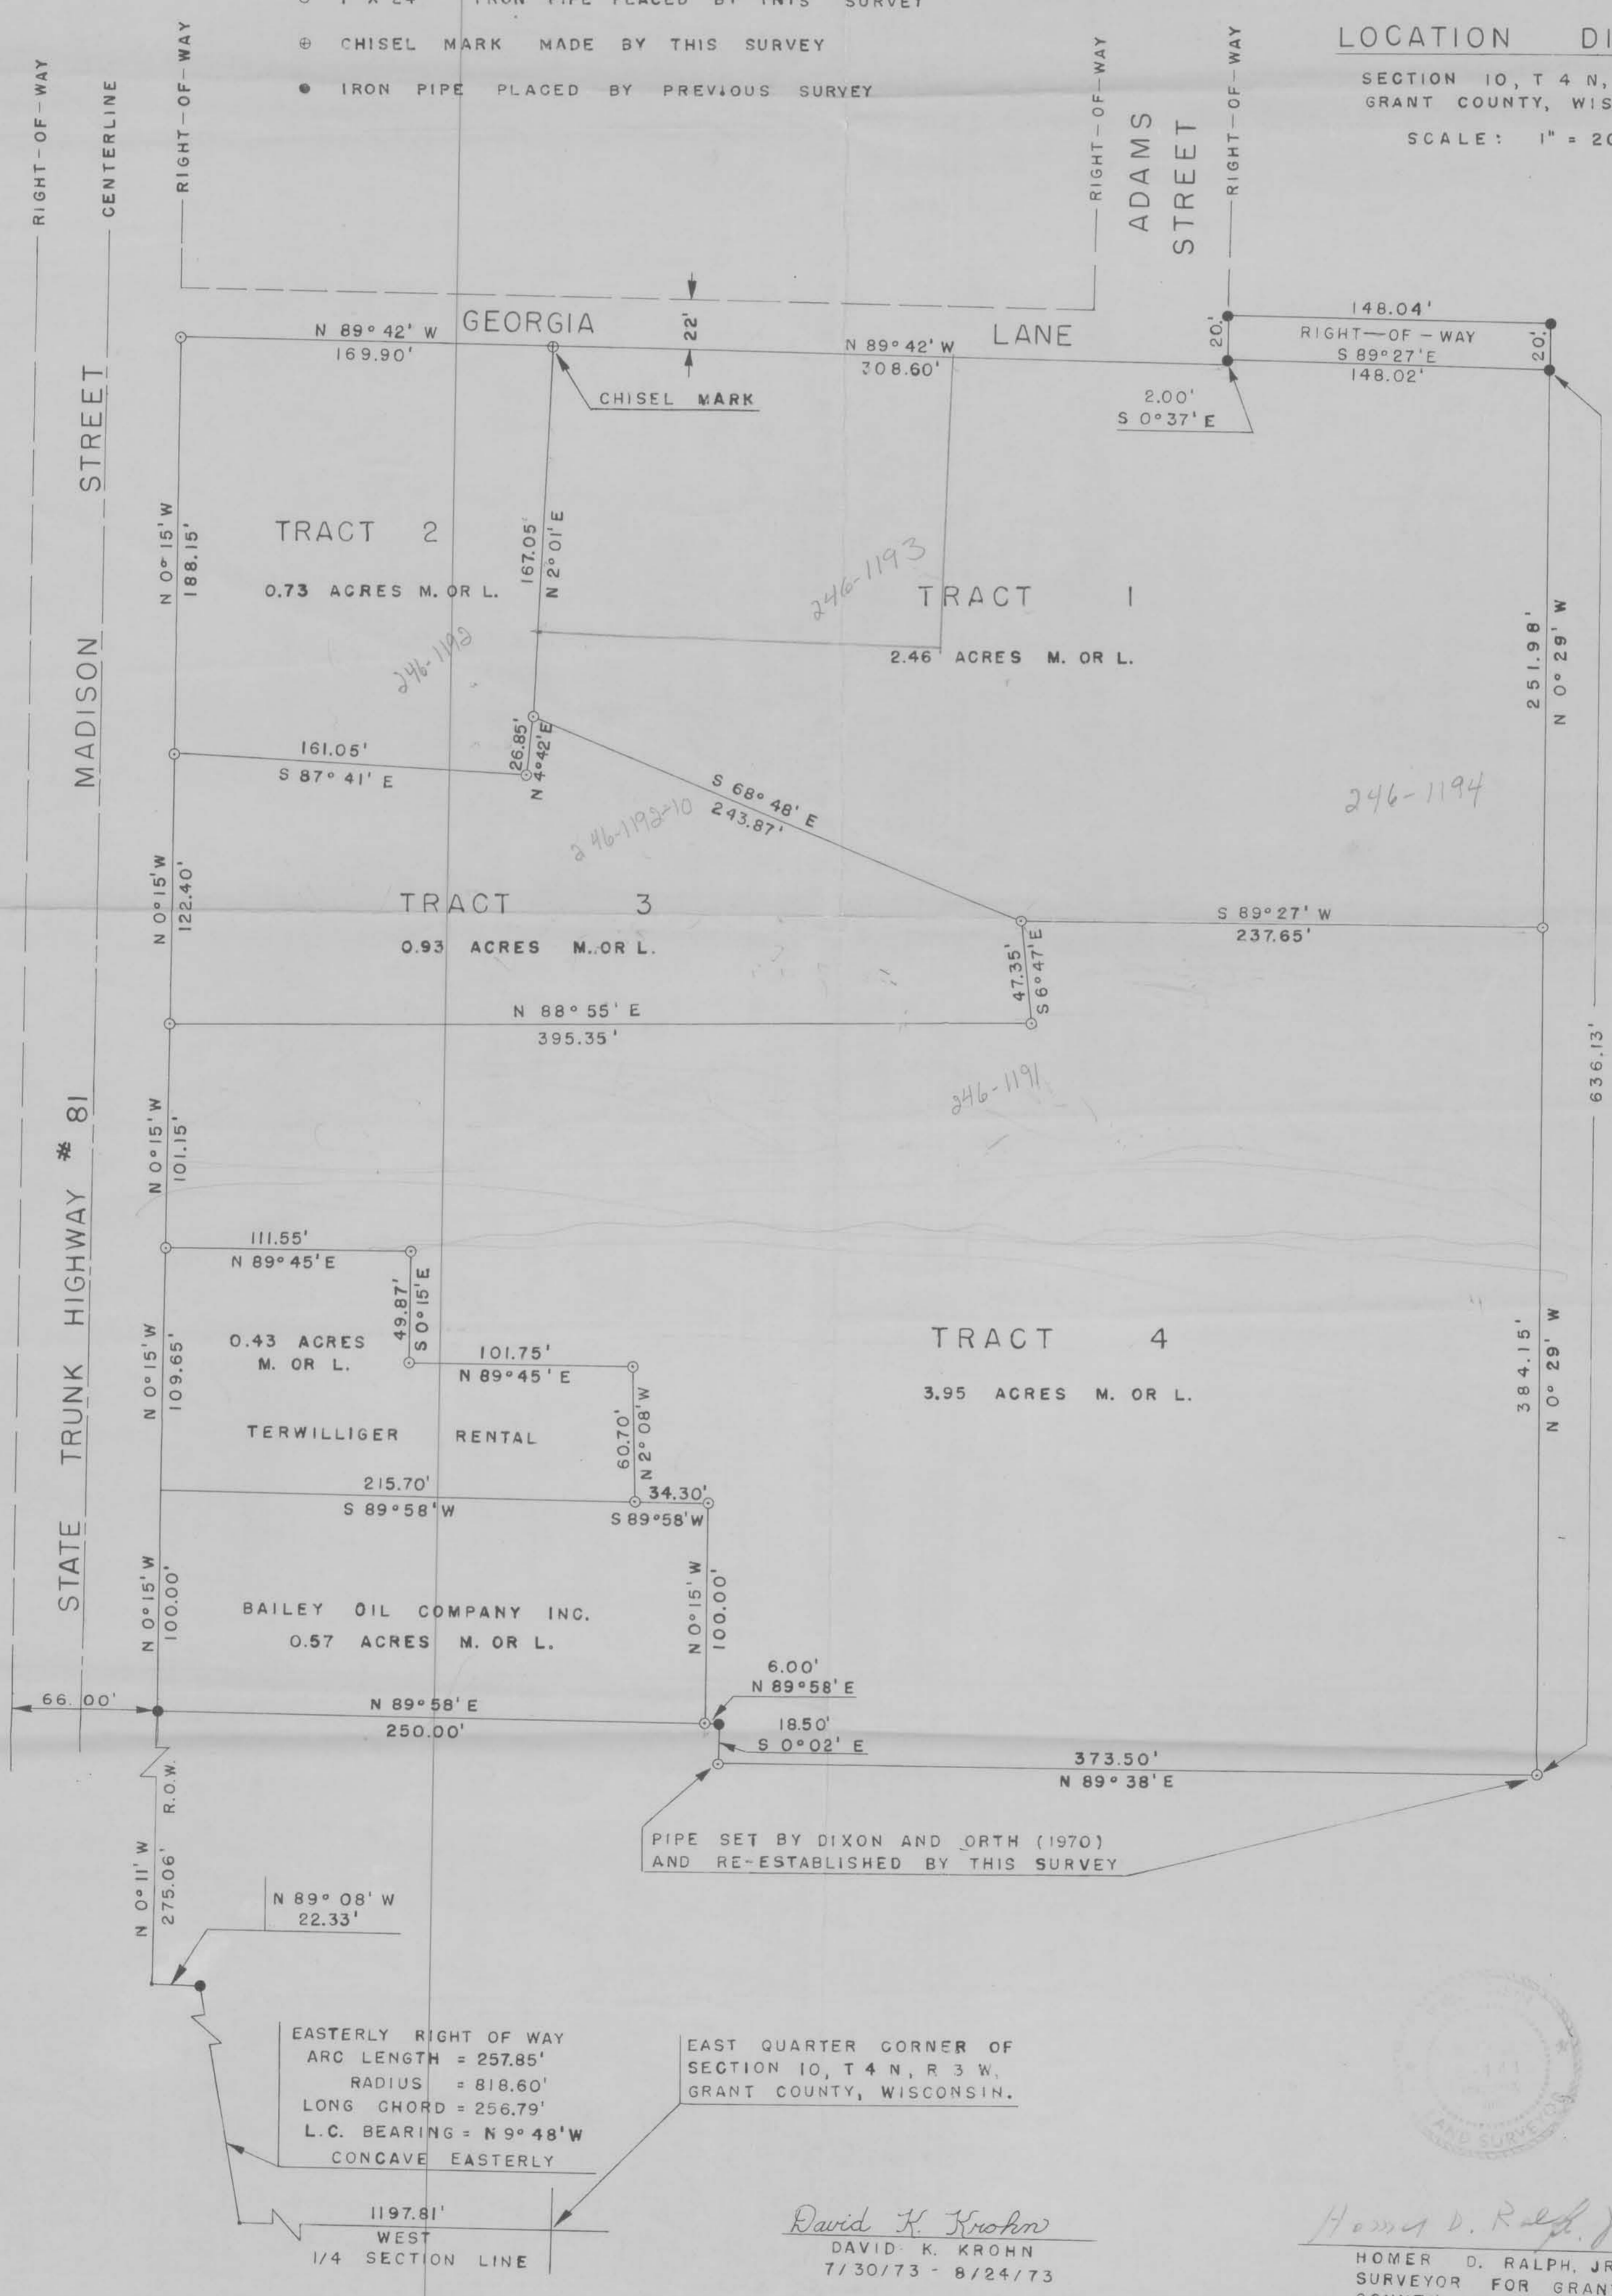 IRON PIPE PLACED BY THIS SURVEY
⊕ CHISEL MARK MADE BY THIS SURVEY
● IRON PIPE PLACED BY PREVIOUS SURVEY
LOCATION
SECTION 10, T 4 N,
GRANT COUNTY,
SCALE: 1" =
RIGHT-OF-WAY
CENTERLINE
RIGHT-OF-WAY
RIGHT-OF-WAY
ADAMS
STREET
RIGHT-OF-WAY
STATE TRUNK HIGHWAY # 81 MADISON STREET
GEORGIA LANE
N 89° 42' W
169.90'
22'
N 89° 42' W
308.60'
CHISEL MARK
20.'
148.04'
RIGHT-OF-WAY
S 89° 27' E
148.02'
20.'
2.00'
S 0° 37' E
N 0° 15' W
188.15'
TRACT 2
0.73 ACRES M. OR L.
167.05'
N 2° 01' E
246-1193
TRACT 1
2.46 ACRES M. OR L.
251.98'
N 0° 29' W
246-1192
161.05'
S 87° 41' E
26.85'
N 4° 42' E
S 68° 48' E
243.87'
246-1192-10
246-1194
N 0° 15' W
122.40'
TRACT 3
0.93 ACRES M. OR L.
S 89° 27' W
237.65'
47.35'
S 6° 47' E
N 88° 55' E
395.35'
636.13'
246-1191
N 0° 15' W
101.15'
111.55'
N 89° 45' E
49.87'
S 0° 15' E
N 0° 15' W
109.65'
0.43 ACRES
M. OR L.
101.75'
N 89° 45' E
TRACT 4
3.95 ACRES M. OR L.
384.15'
N 0° 29' W
60.70'
N 2° 08' W
TERWILLIGER RENTAL
215.70'
S 89° 58' W
34.30'
S 89° 58' W
N 0° 15' W
100.00'
BAILEY OIL COMPANY INC.
0.57 ACRES M. OR L.
N 0° 15' W
100.00'
66.00'
N 89° 58' E
250.00'
6.00'
N 89° 58' E
18.50'
S 0° 02' E
373.50'
N 89° 38' E
R.O.W.
N 0° 11' W
275.06'
PIPE SET BY DIXON AND ORTH (1970)
AND RE-ESTABLISHED BY THIS SURVEY
N 89° 08' W
22.33'
EASTERLY RIGHT OF WAY
ARC LENGTH = 257.85'
RADIUS = 818.60'
LONG CHORD = 256.79'
L.C. BEARING = N 9° 48' W
CONCAVE EASTERLY
EAST QUARTER CORNER OF
SECTION 10, T 4 N, R 3 W,
GRANT COUNTY, WISCONSIN.
1197.81'
WEST
1/4 SECTION LINE
David K. Krohn
DAVID K. KROHN
7/30/73 - 8/24/73
Homer D. Ralph, Jr
HOMER D. RALPH, JR
SURVEYOR FOR GRANT